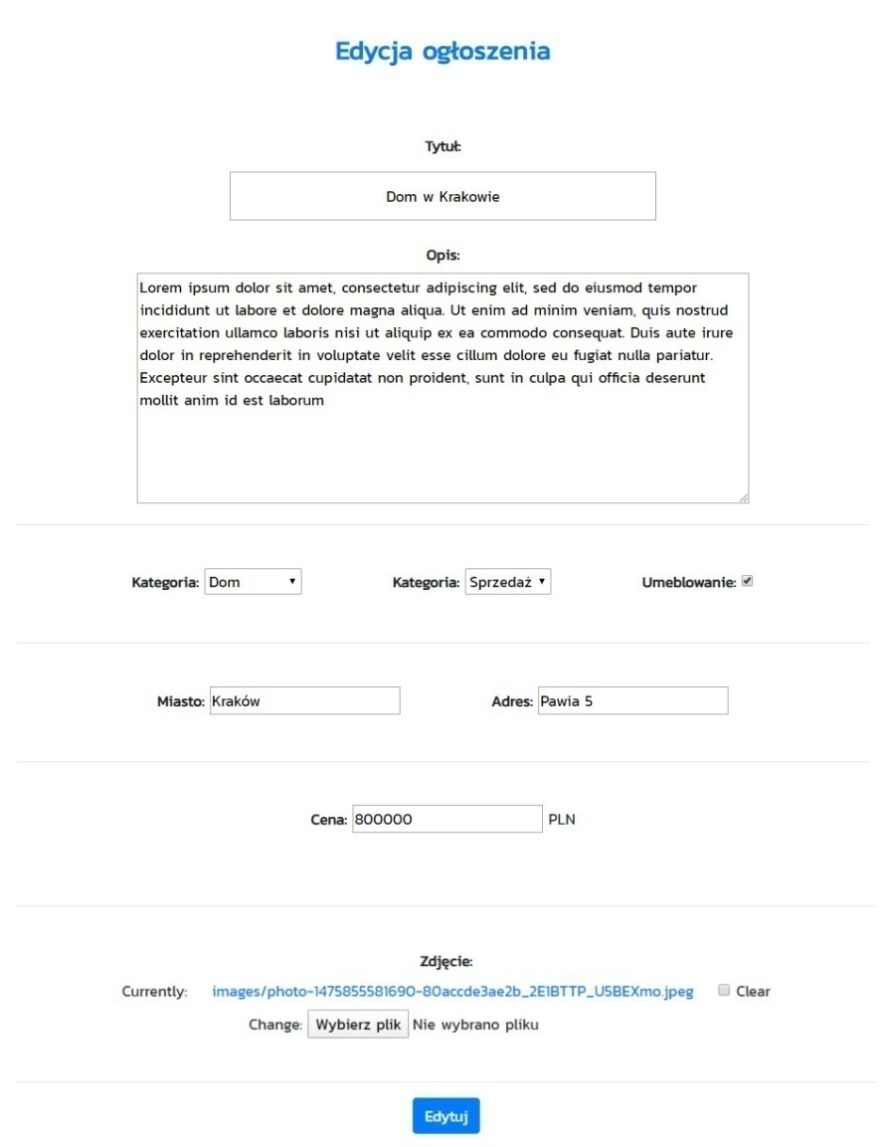 Edycja ogłoszenia
Tytuł:
Dom w Krakowie
Opis:
Lorem ipsum dolor sit amet, consectetur adipiscing elit, sed do eiusmod tempor
incididunt ut labore et dolore magna aliqua. Ut enim ad minim veniam, quis nostrud
exercitation ullamco laboris nisi ut aliquip ex ea commodo consequat. Duis aute irure
dolor in reprehenderit in voluptate velit esse cillum dolore eu fugiat nulla pariatur.
Excepteur sint occaecat cupidatat non proident, sunt in culpa qui officia deserunt
mollit anim id est laborum
Kategoria: Dom Kategoria: Sprzedaż Umeblowanie:
Miasto: Kraków Adres: Pawia 5
Cena: 800000 PLN
Zdjęcie:
Currently: images/photo-1475855581690-80accde3ae2b_2E1BTTP_U5BEXmo.jpeg Clear
Change: Wybierz plik Nie wybrano pliku
Edytuj